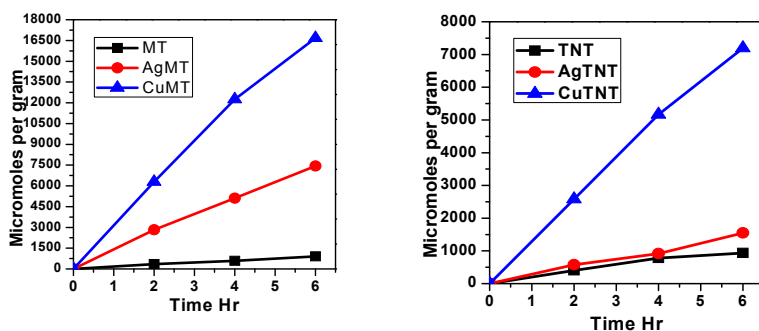 Micromoles per gram
18000
16500
15000
13500
12000
10500
9000
7500
6000
4500
3000
1500
0
MT
AgMT
CuMT
0 1 2 3 4 5 6
Time Hr
Micromoles per gram
8000
7000
6000
5000
4000
3000
2000
1000
0
TNT
AgTNT
CuTNT
0 1 2 3 4 5 6
Time Hr